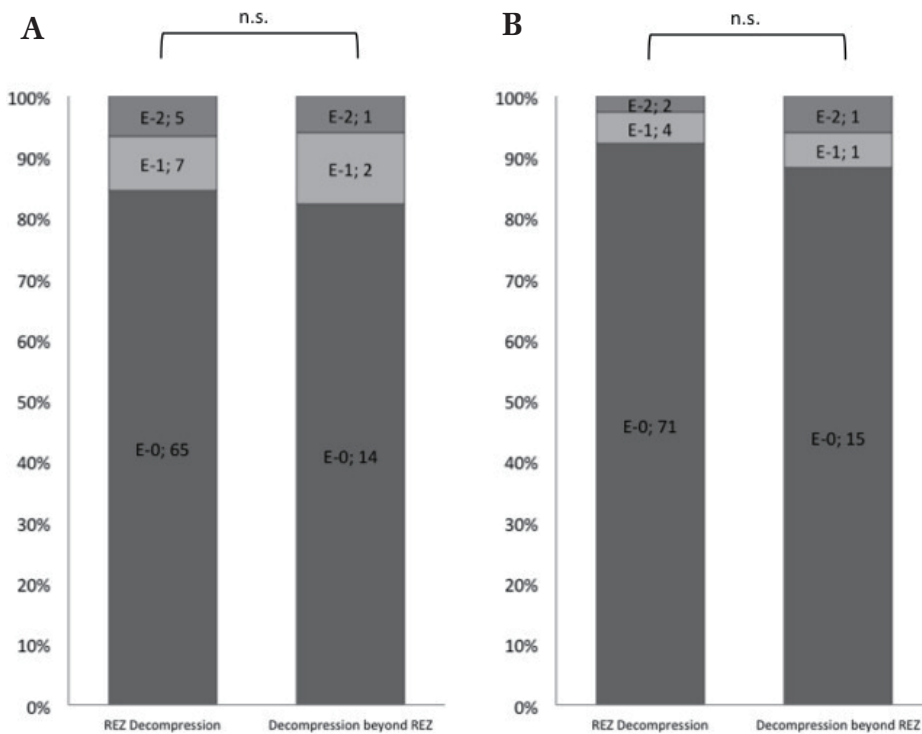 A
n.s.
100%
90%
80%
70%
60%
50%
40%
30%
20%
10%
0%
E-2; 5
E-1; 7
E-0; 65
E-2; 1
E-1; 2
E-0; 14
REZ Decompression
Decompression beyond REZ
B
n.s.
100%
90%
80%
70%
60%
50%
40%
30%
20%
10%
0%
E-2; 2
E-1; 4
E-0; 71
E-2; 1
E-1; 1
E-0; 15
REZ Decompression
Decompression beyond REZ